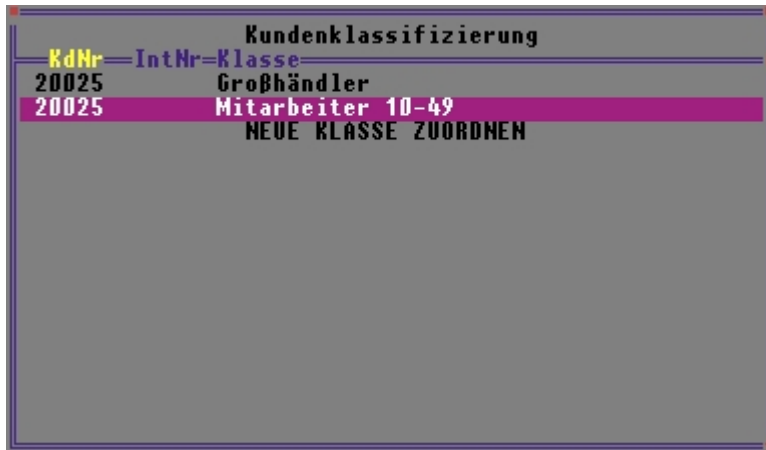 Kundenklassifizierung
KdNr IntNr Klasse
20025 Großhändler
20025 Mitarbeiter 10-49
NEUE KLASSE ZUORDNEN